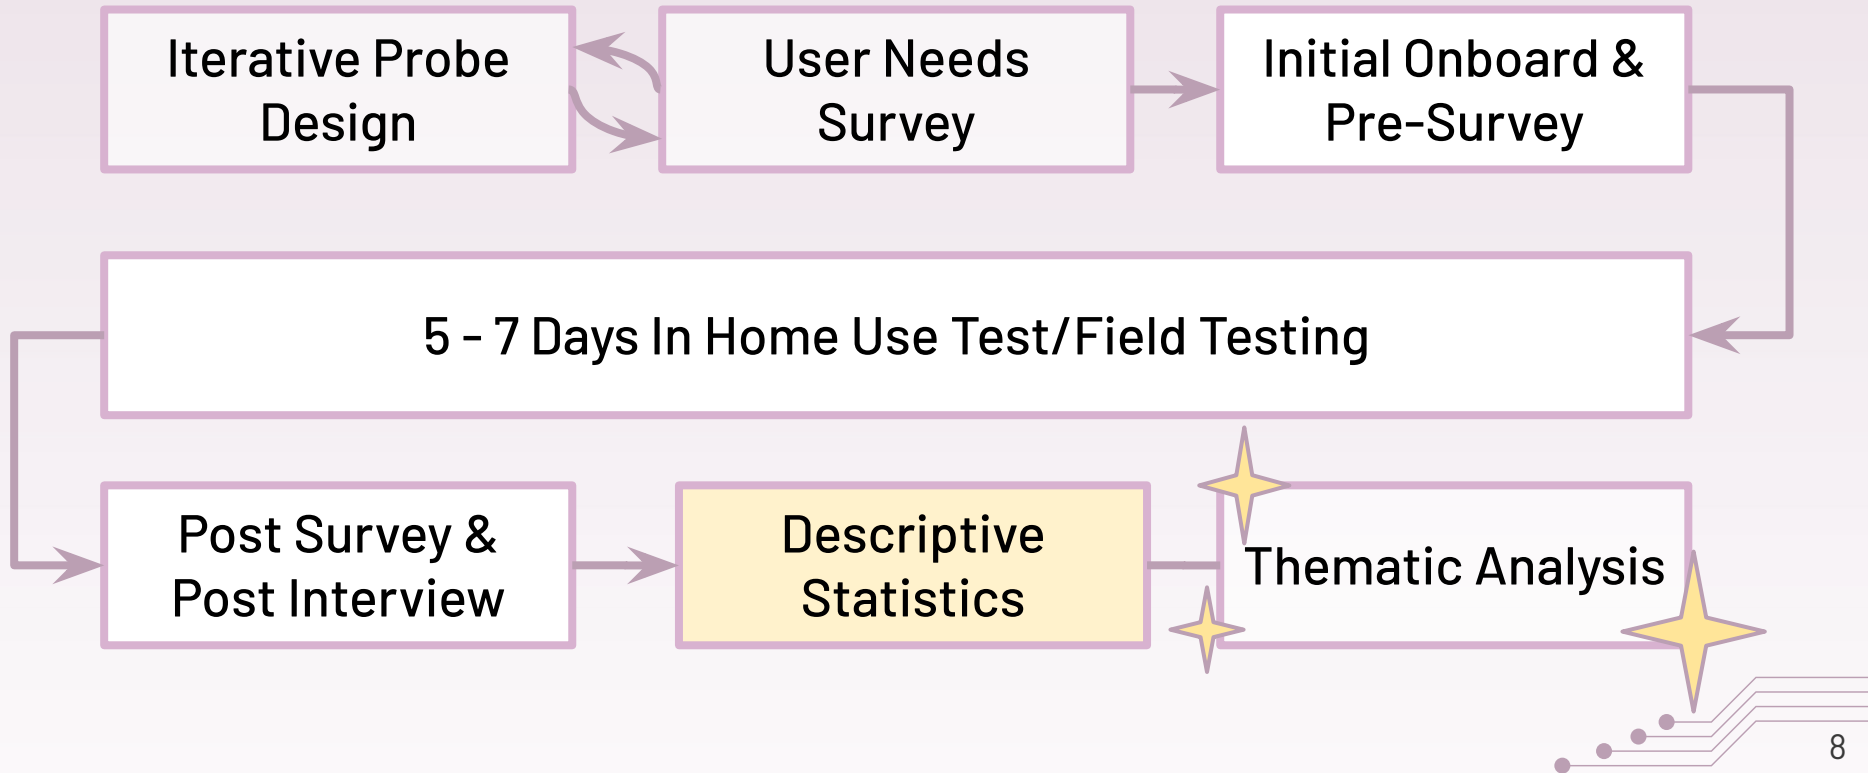 Iterative Probe
Design
User Needs
Survey
Initial Onboard &
Pre-Survey
5 - 7 Days In Home Use Test/Field Testing
Post Survey &
Post Interview
Descriptive
Statistics
Thematic Analysis
8